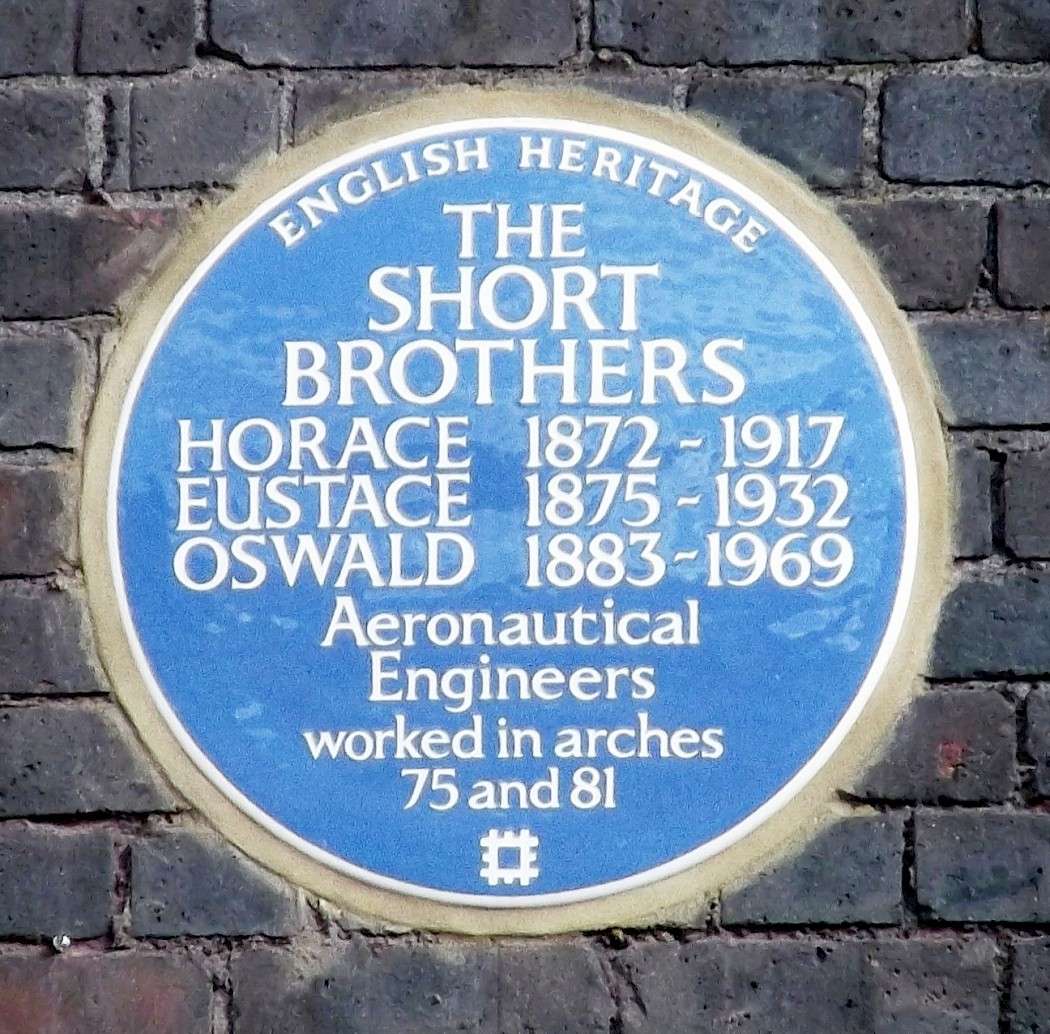 ENGLISH HERITAGE
THE
SHORT
BROTHERS
HORACE 1872 ~ 1917
EUSTACE 1875 ~ 1932
OSWALD 1883 ~ 1969
Aeronautical
Engineers
worked in arches
75 and 81